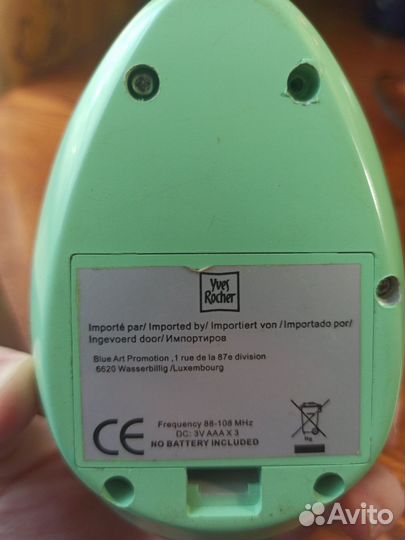 Yves
Rocher
Importé par/ Imported by/ Importiert von /Importado por/
Ingevoerd door/Импортиров
Blue Art Promotion ,1 rue de la 87e division
6620 Wasserbillig /Luxembourg
CE
Frequency 88-108 MHz
DC: 3V AAA X 3
NO BATTERY INCLUDED
Avito